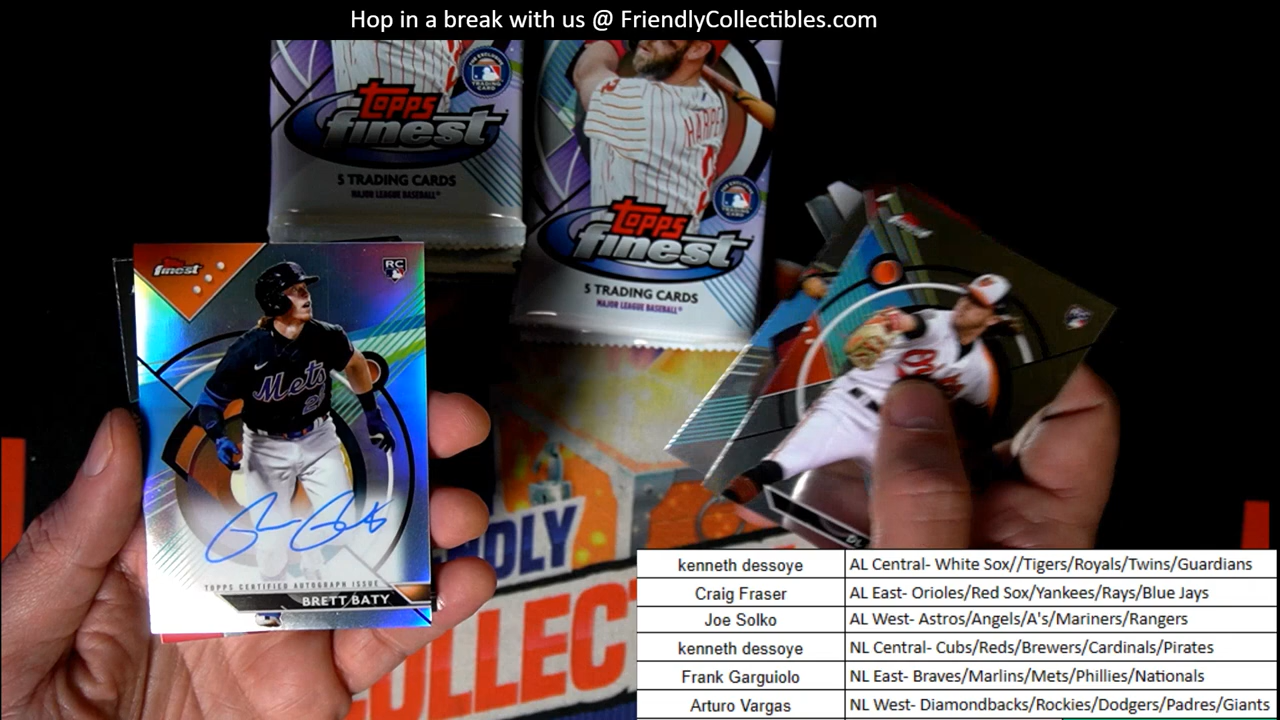 Hop in a break with us @ FriendlyCollectibles.com
TOPPS
finest
5 TRADING CARDS
MAJOR LEAGUE BASEBALL
HARPE
TOPPS
finest
5 TRADING CARDS
MAJOR LEAGUE BASEBALL
finest
RC
Mets
TOPPS CERTIFIED AUTOGRAPH ISSUE
BRETT BATY
NDLY
COLLEC
kenneth dessoye AL Central- White Sox//Tigers/Royals/Twins/Guardians
Craig Fraser AL East- Orioles/Red Sox/Yankees/Rays/Blue Jays
Joe Solko AL West- Astros/Angels/A's/Mariners/Rangers
kenneth dessoye NL Central- Cubs/Reds/Brewers/Cardinals/Pirates
Frank Garguiolo NL East- Braves/Marlins/Mets/Phillies/Nationals
Arturo Vargas NL West- Diamondbacks/Rockies/Dodgers/Padres/Giants